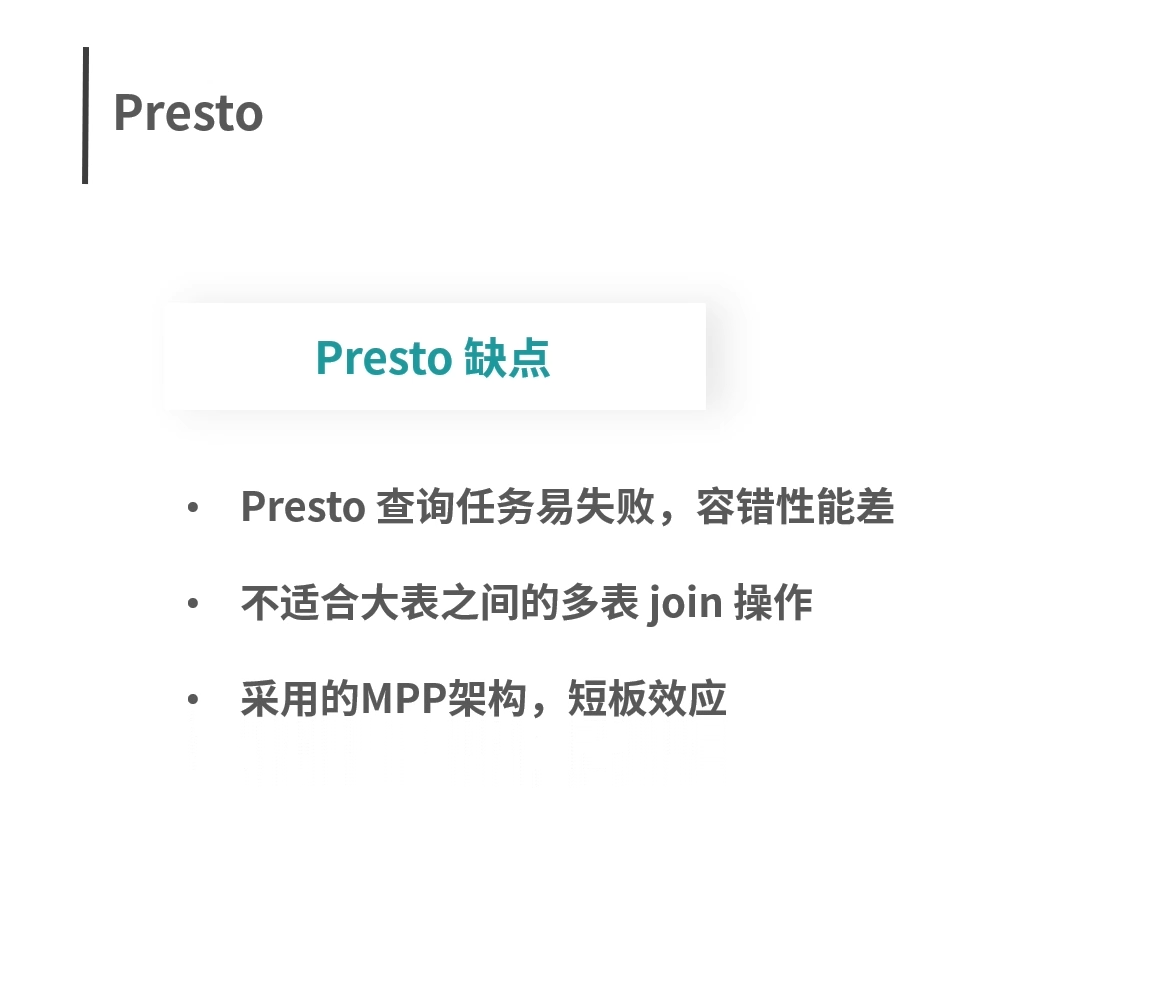 Presto
Presto 缺点
• Presto 查询任务易失败，容错性能差
• 不适合大表之间的多表 join 操作
• 采用的MPP架构，短板效应